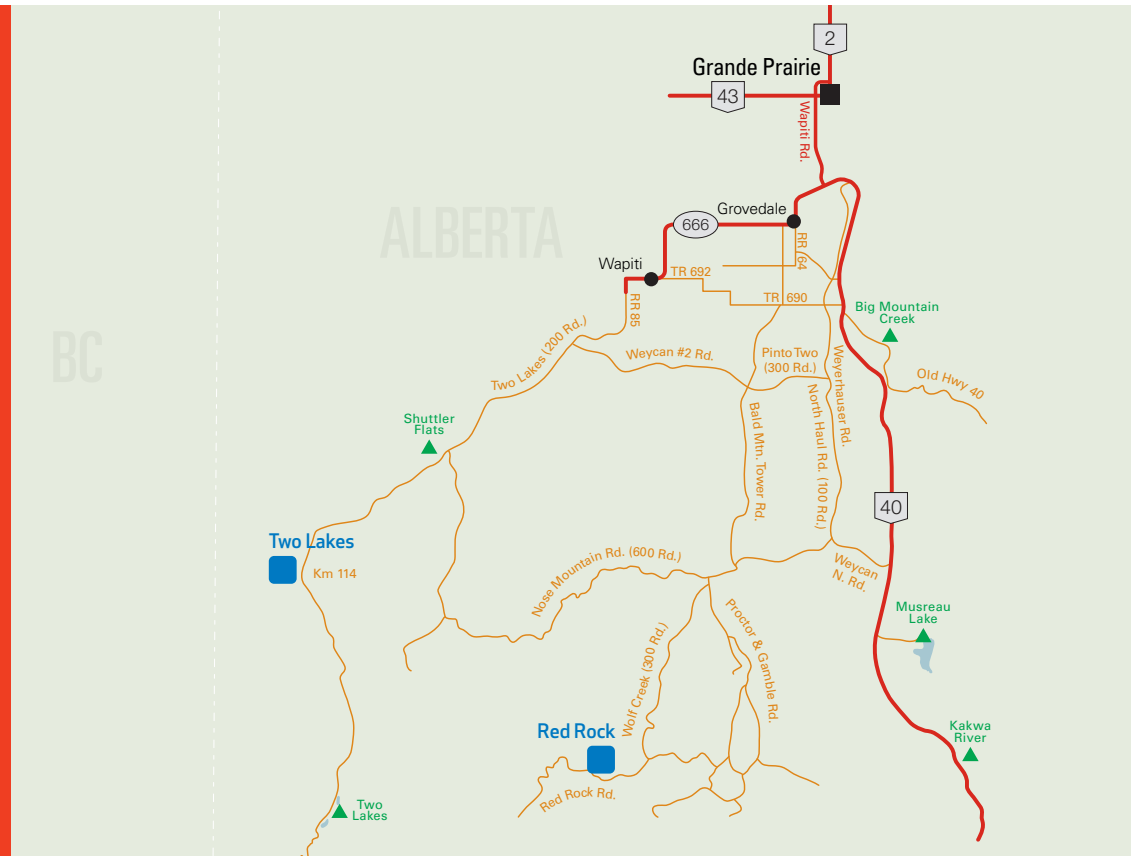 2
Grande Prairie
43
Wapiti Rd.
ALBERTA
Grovedale
666
RR 64
Wapiti
TR 692
TR 690
RR 85
Big Mountain
Creek
BC
Two Lakes (200 Rd.)
Weycan #2 Rd.
Pinto Two
(300 Rd.)
Weyerhauser Rd.
Old Hwy 40
Shuttler
Flats
Bald Mtn. Tower Rd.
North Haul Rd. (100 Rd.)
40
Two Lakes
Km 114
Nose Mountain Rd. (600 Rd.)
Weycan
N. Rd.
Musreau
Lake
Proctor & Gamble Rd.
Wolf Creek (300 Rd.)
Red Rock
Kakwa
River
Red Rock Rd.
Two
Lakes